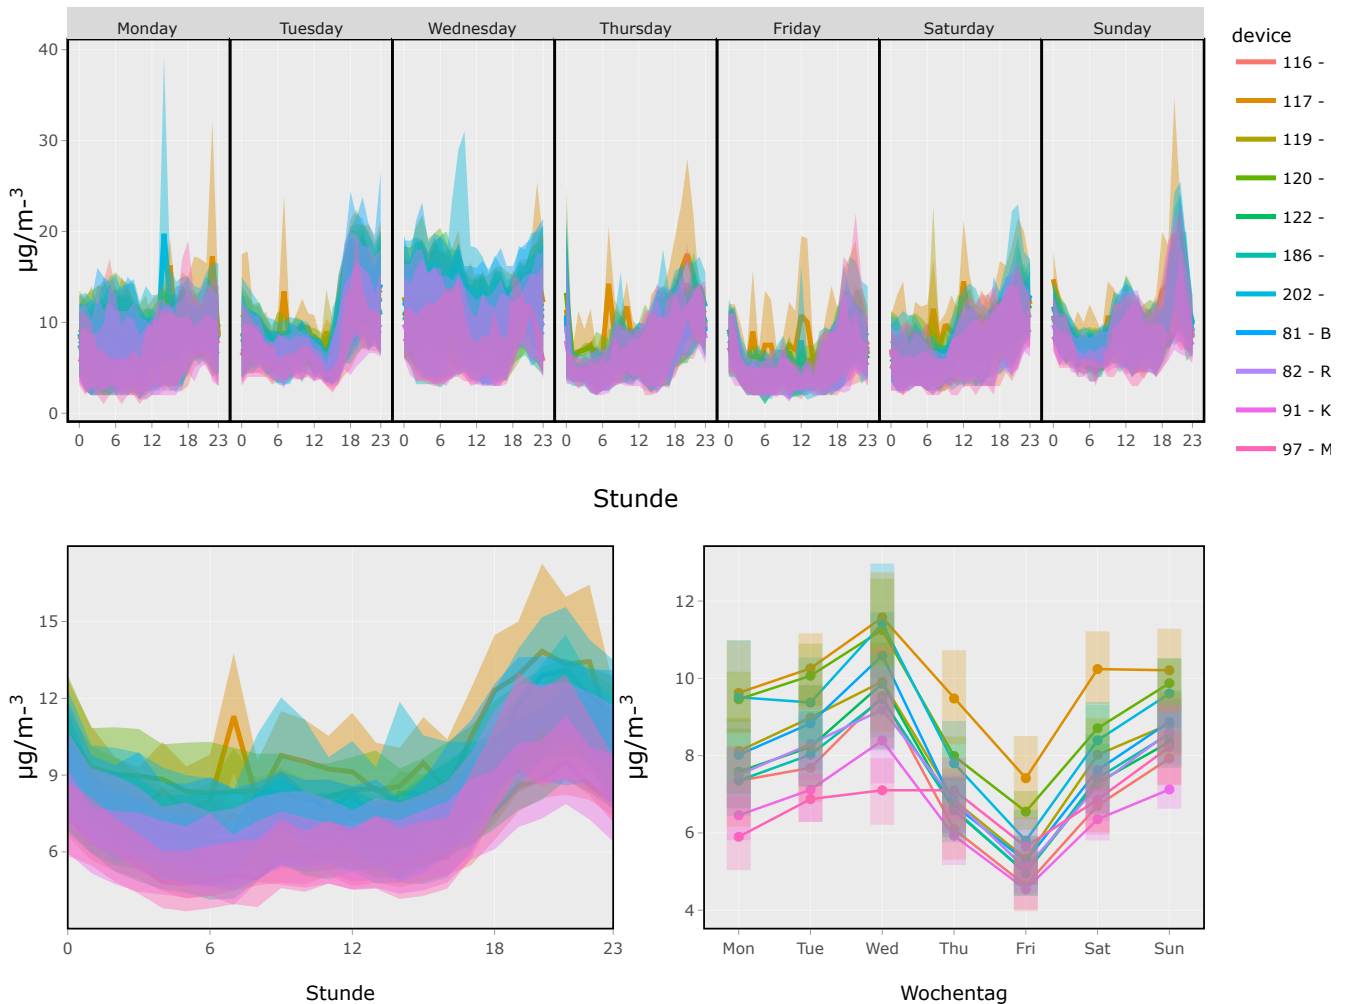 Monday Tuesday Wednesday Thursday Friday Saturday Sunday
device
116 -
117 -
119 -
120 -
122 -
186 -
202 -
81 - B
82 - R
91 - K
97 - M
µg/m-³
40
30
20
10
0
0 6 12 18 23 0 6 12 18 23 0 6 12 18 23 0 6 12 18 23 0 6 12 18 23 0 6 12 18 23 0 6 12 18 23
Stunde
µg/m-³
15
12
9
6
0 6 12 18 23
Stunde
µg/m-³
12
10
8
6
4
Mon Tue Wed Thu Fri Sat Sun
Wochentag